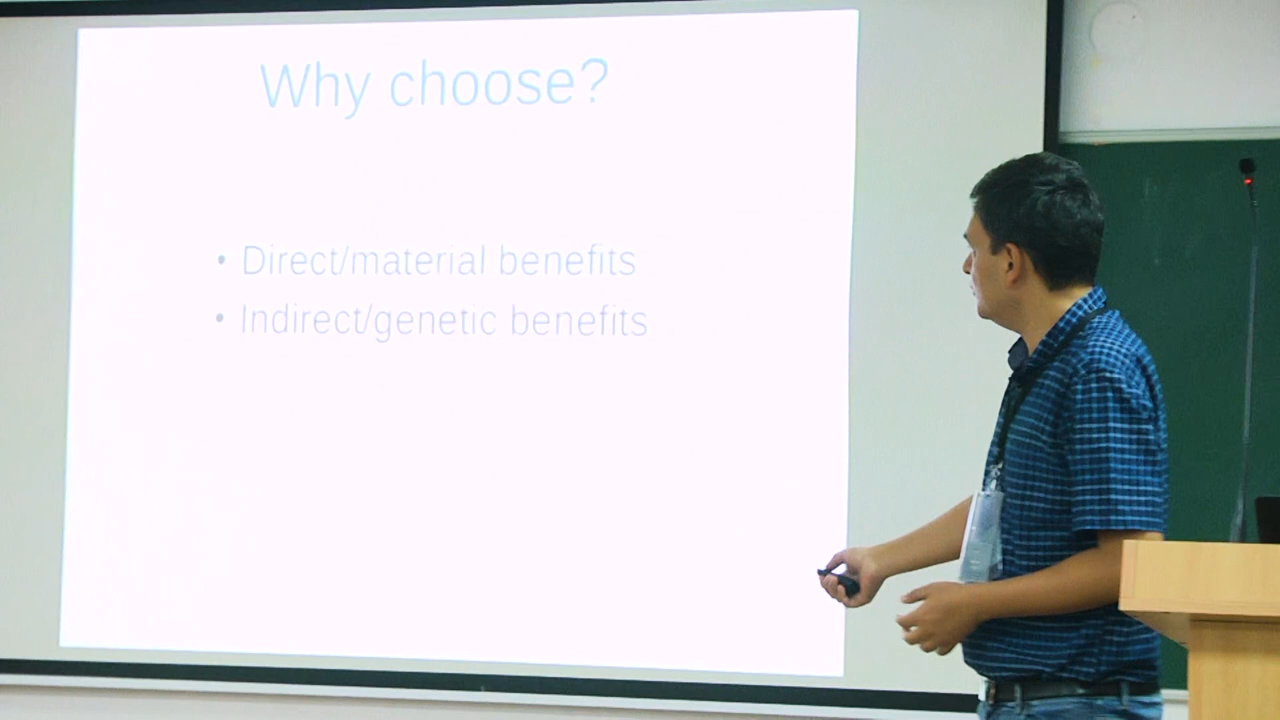 Why choose?
• Direct/material benefits
• Indirect/genetic benefits